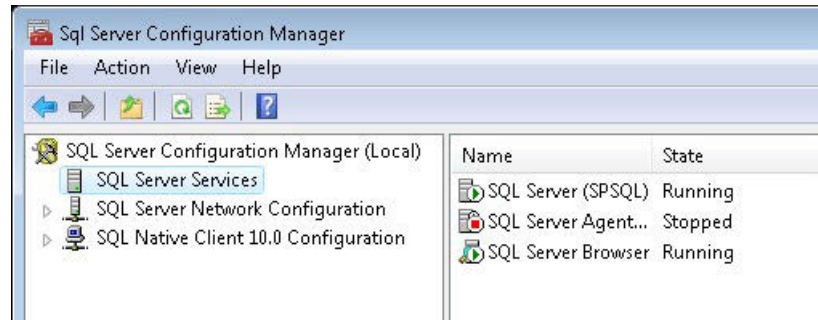 Sql Server Configuration Manager
File Action View Help
SQL Server Configuration Manager (Local)
SQL Server Services
SQL Server Network Configuration
SQL Native Client 10.0 Configuration
Name State
SQL Server (SPSQL) Running
SQL Server Agent... Stopped
SQL Server Browser Running